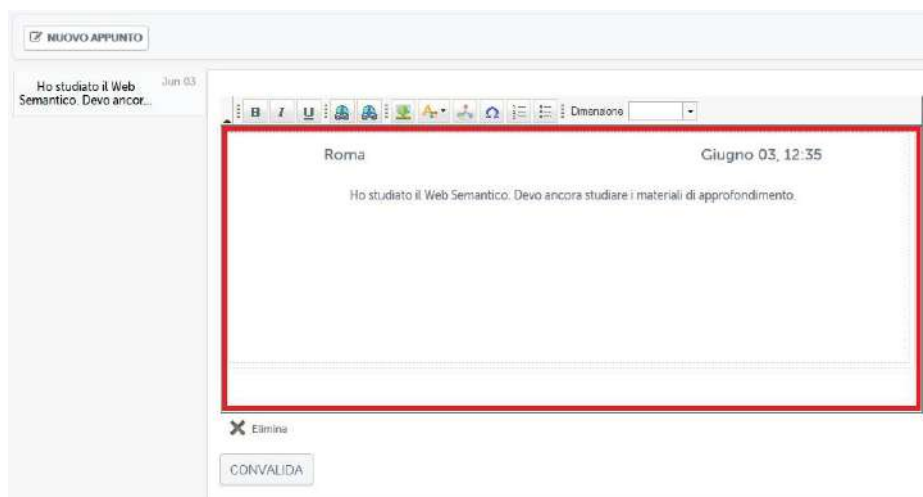 NUOVO APPUNTO
Ho studiato il Web
Semantico. Devo ancor...
Jun 03
B I U
Ω
Dimensione
Roma
Giugno 03, 12:35
Ho studiato il Web Semantico. Devo ancora studiare i materiali di approfondimento.
Elimina
CONVALIDA